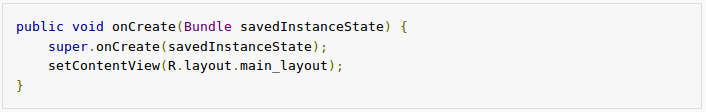 public void onCreate(Bundle savedInstanceState) {
    super.onCreate(savedInstanceState);
    setContentView(R.layout.main_layout);
}